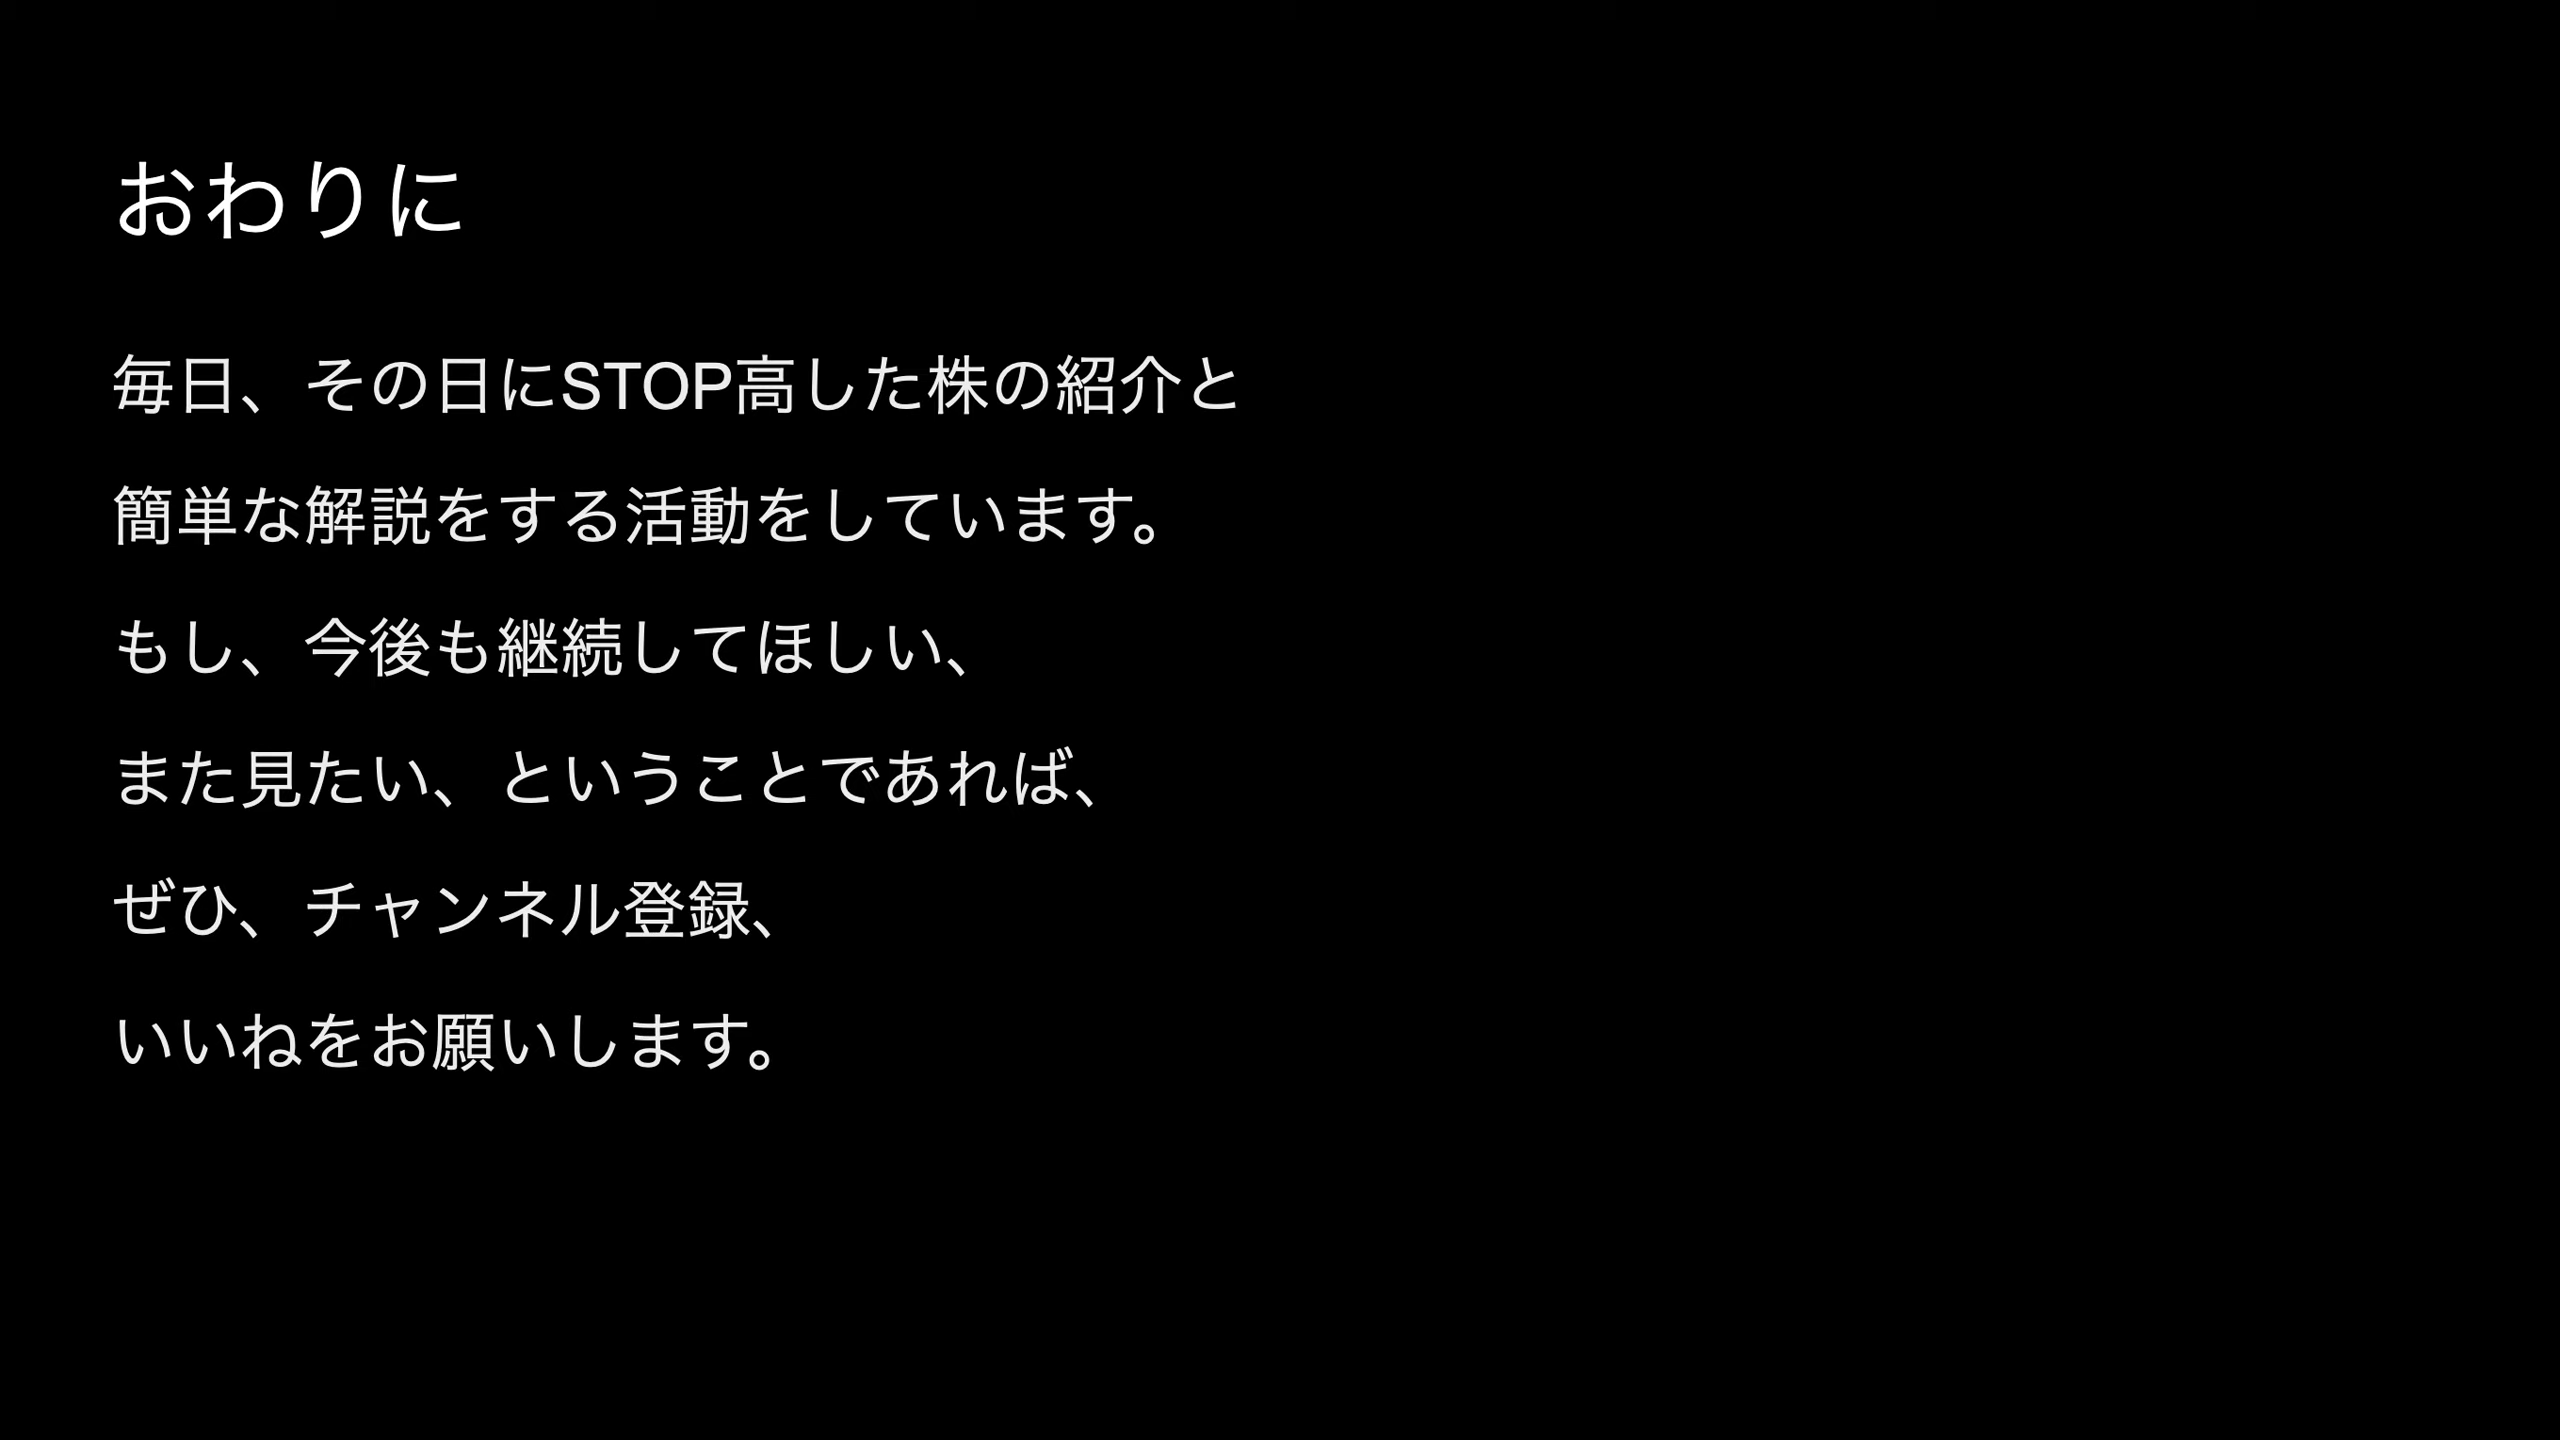 おわりに
毎日、その日にSTOP高した株の紹介と
簡単な解説をする活動をしています。
もし、今後も継続してほしい、
また見たい、ということであれば、
ぜひ、チャンネル登録、
いいねをお願いします。